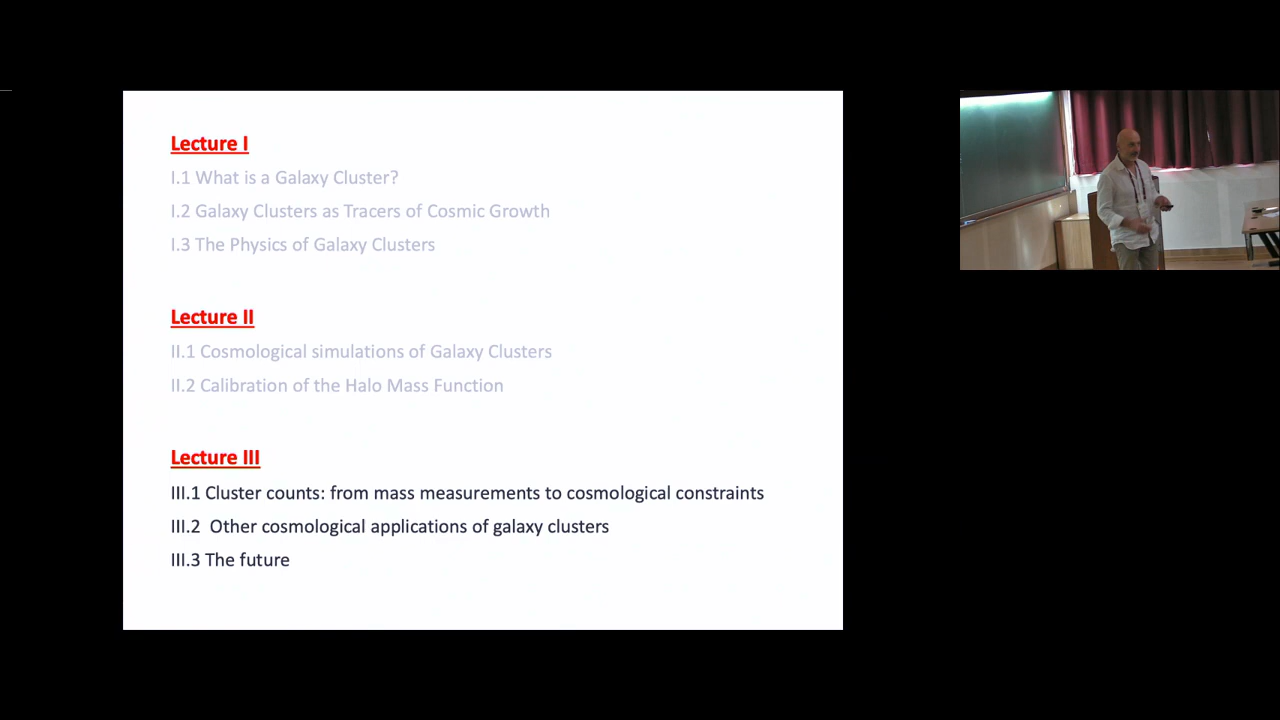 Lecture I
I.1 What is a Galaxy Cluster?
I.2 Galaxy Clusters as Tracers of Cosmic Growth
I.3 The Physics of Galaxy Clusters
Lecture II
II.1 Cosmological simulations of Galaxy Clusters
II.2 Calibration of the Halo Mass Function
Lecture III
III.1 Cluster counts: from mass measurements to cosmological constraints
III.2 Other cosmological applications of galaxy clusters
III.3 The future